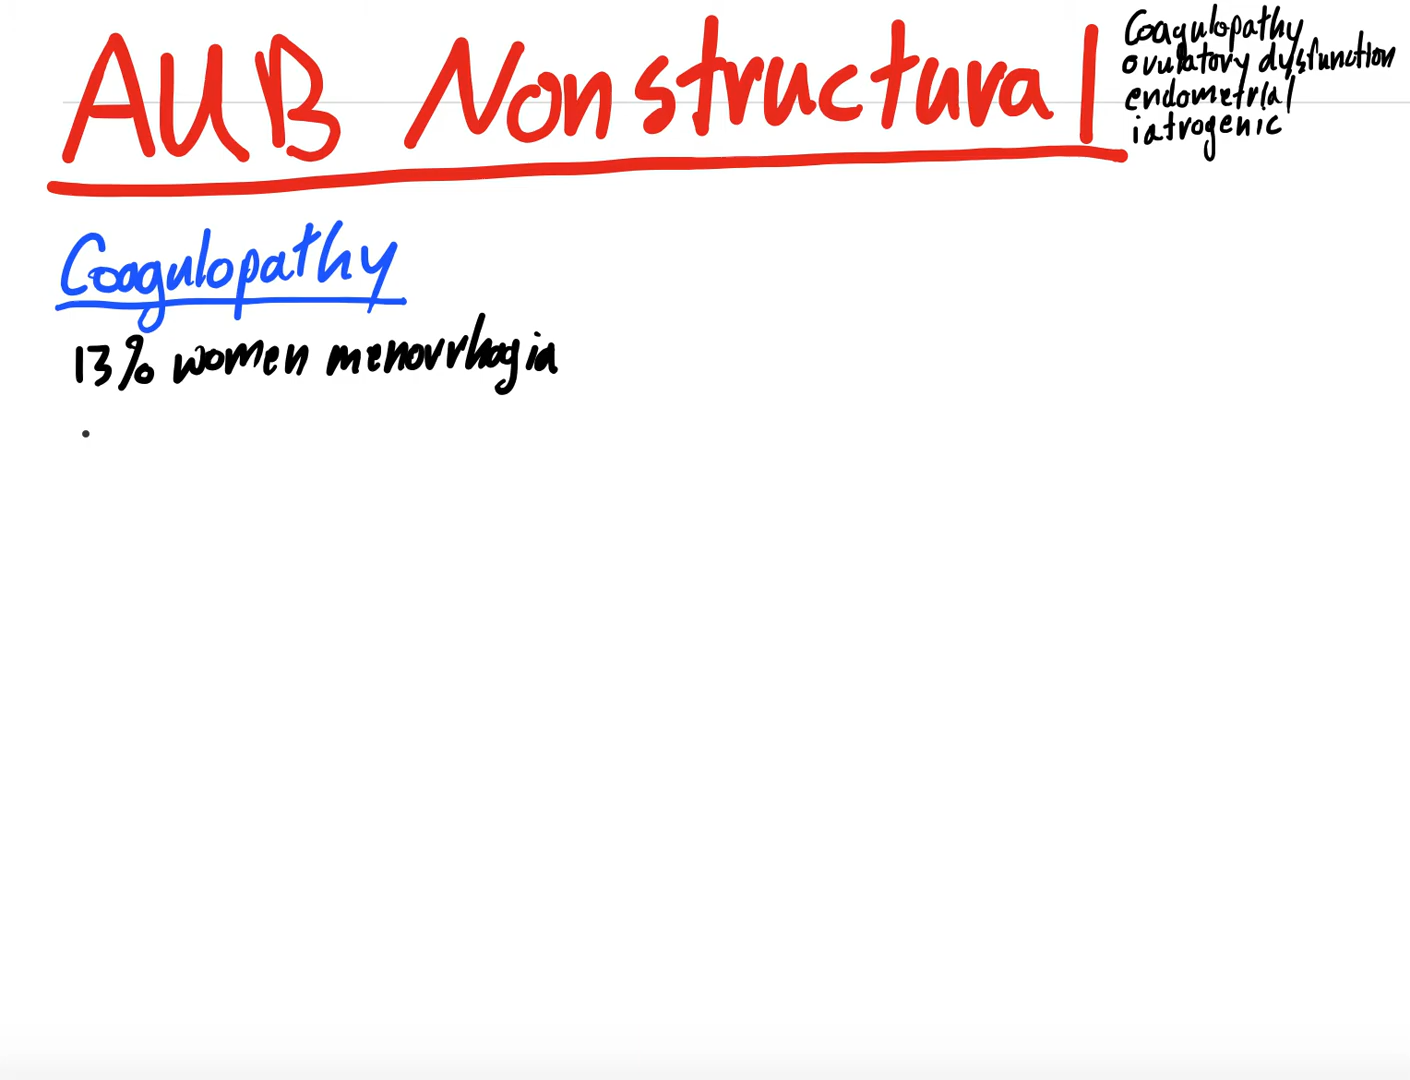 AUB Nonstructural
Coagulopathy
ovulatory dysfunction
endometrial
iatrogenic
Coagulopathy
13% women menorrhagia